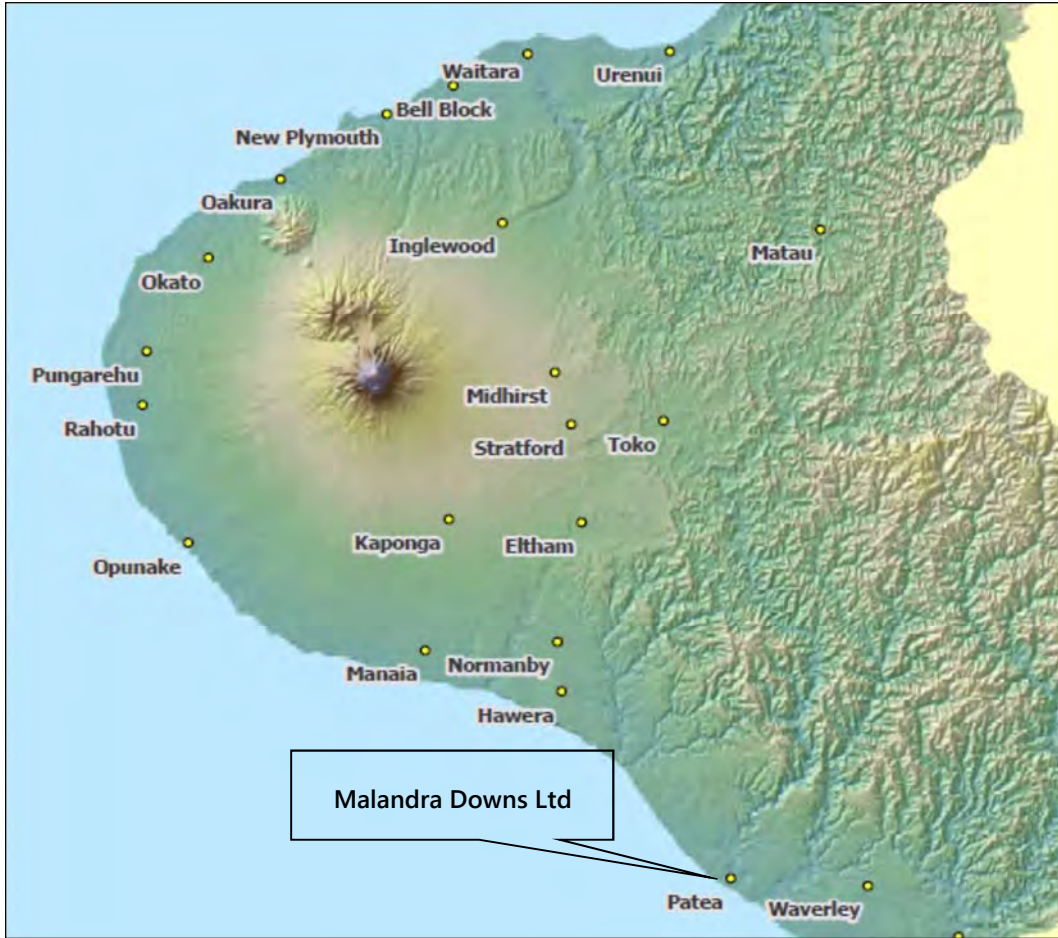 Waitara
Urenui
Bell Block
New Plymouth
Oakura
Inglewood
Matau
Okato
Pungarehu
Midhirst
Rahotu
Stratford
Toko
Kaponga
Eltham
Opunake
Manaia
Normanby
Hawera
Malandra Downs Ltd
Patea
Waverley